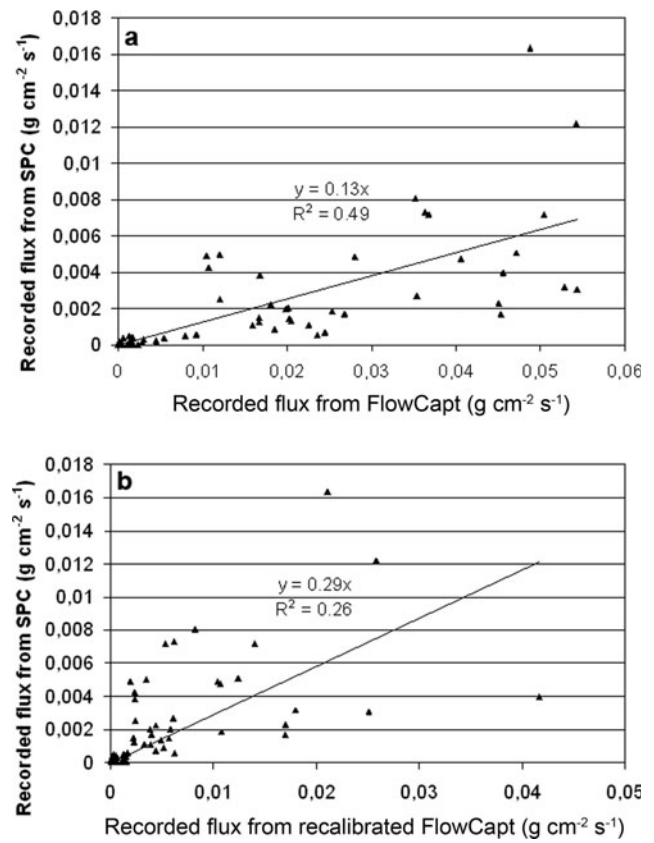 a
0,018
0,016
0,014
0,012
0,01
0,008
0,006
0,004
0,002
0
y = 0.13x
R² = 0.49
0 0,01 0,02 0,03 0,04 0,05 0,06
Recorded flux from SPC (g cm⁻² s⁻¹)
Recorded flux from FlowCapt (g cm⁻² s⁻¹)
b
0,018
0,016
0,014
0,012
0,01
0,008
0,006
0,004
0,002
0
y = 0.29x
R² = 0.26
0 0,01 0,02 0,03 0,04 0,05
Recorded flux from SPC (g cm⁻² s⁻¹)
Recorded flux from recalibrated FlowCapt (g cm⁻² s⁻¹)